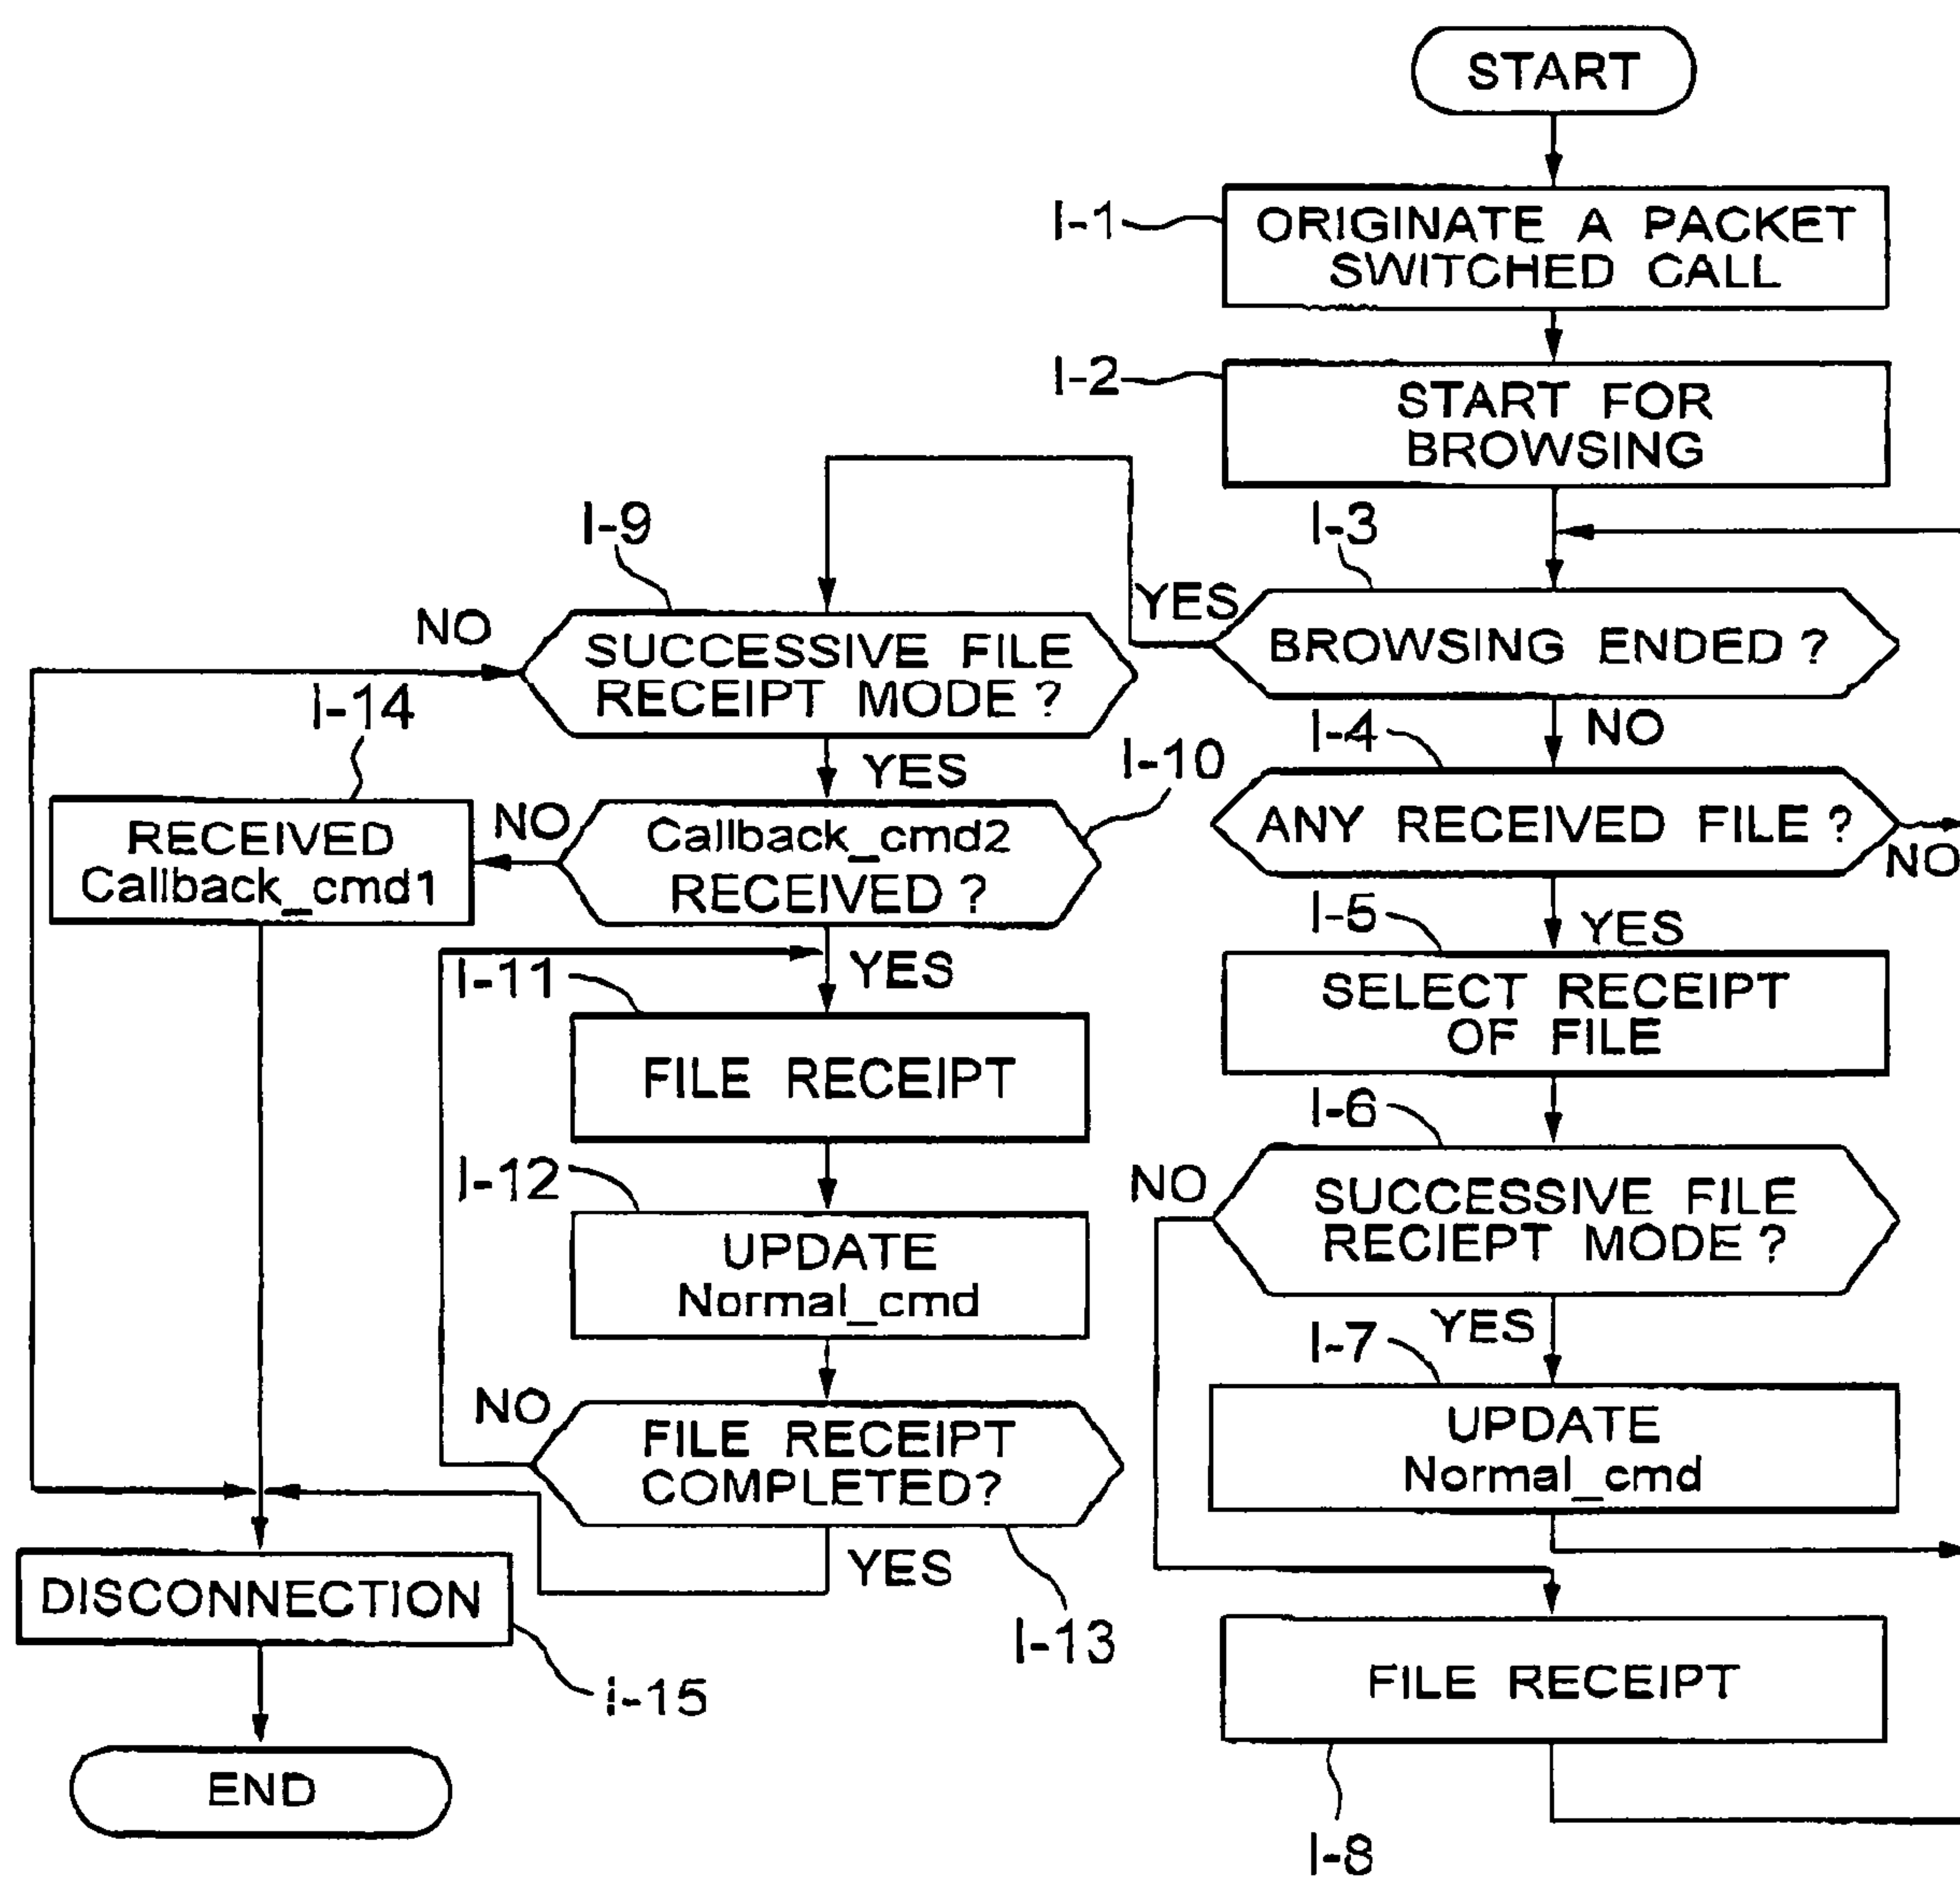 START
I-1
ORIGINATE A PACKET
SWITCHED CALL
I-2
START FOR
BROWSING
I-3
YES
BROWSING ENDED ?
NO
I-4
ANY RECEIVED FILE ?
NO
YES
I-5
SELECT RECEIPT
OF FILE
I-6
NO
SUCCESSIVE FILE
RECIEPT MODE ?
YES
I-7
UPDATE
Normal_cmd
FILE RECEIPT
I-8
I-9
NO
SUCCESSIVE FILE
RECEIPT MODE ?
YES
I-10
Callback_cmd2
RECEIVED ?
NO
I-14
RECEIVED
Callback_cmd1
YES
I-11
FILE RECEIPT
I-12
UPDATE
Normal_cmd
NO
FILE RECEIPT
COMPLETED?
YES
I-13
DISCONNECTION
I-15
END